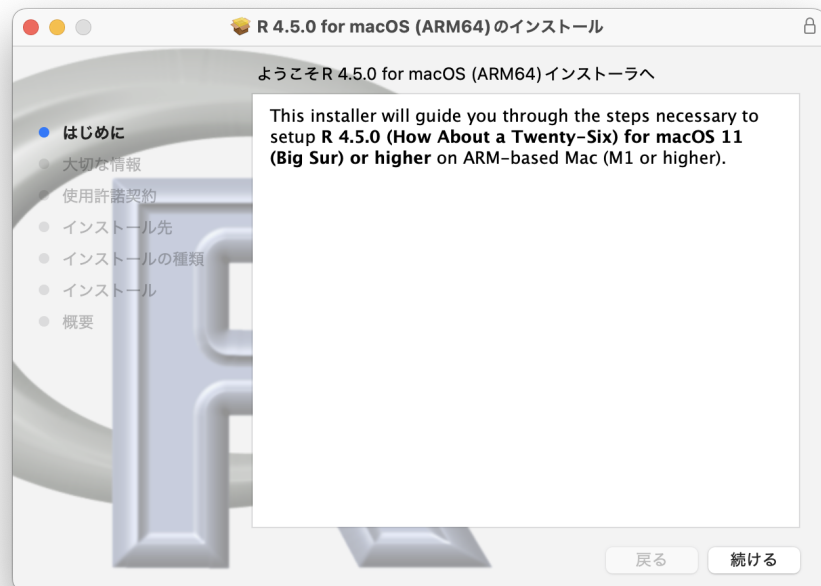 R 4.5.0 for macOS (ARM64)のインストール
ようこそR 4.5.0 for macOS (ARM64)インストーラへ
はじめに
大切な情報
使用許諾契約
インストール先
インストールの種類
インストール
概要
This installer will guide you through the steps necessary to
setup R 4.5.0 (How About a Twenty-Six) for macOS 11
(Big Sur) or higher on ARM-based Mac (M1 or higher).
戻る
続ける